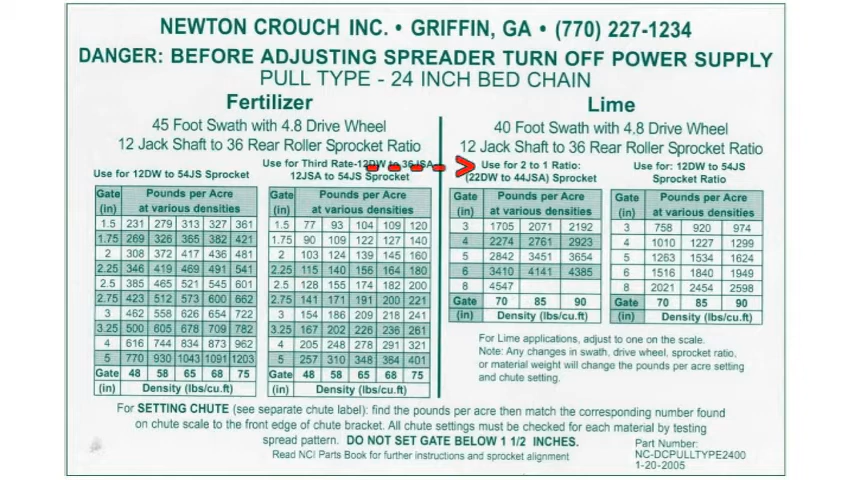 NEWTON CROUCH INC. • GRIFFIN, GA • (770) 227-1234
DANGER: BEFORE ADJUSTING SPREADER TURN OFF POWER SUPPLY
PULL TYPE - 24 INCH BED CHAIN
Fertilizer
45 Foot Swath with 4.8 Drive Wheel
12 Jack Shaft to 36 Rear Roller Sprocket Ratio
Use for 12DW to 54JS Sprocket
Gate Pounds per Acre
(in) at various densities
1.5 231 279 313 327 361
1.75 269 326 365 382 421
2 308 372 417 436 481
2.25 346 419 469 491 541
2.5 385 465 521 545 601
2.75 423 512 573 600 662
3 462 558 626 654 722
3.25 500 605 678 709 782
4 616 744 834 873 962
5 770 930 1043 1091 1203
Gate 48 58 65 68 75
(in) Density (lbs/cu.ft)
Use for Third Rate-12DW to 36JSA
12JSA to 54JS Sprocket
Gate Pounds per Acre
(in) at various densities
1.5 77 93 104 109 120
1.75 90 109 122 127 140
2 103 124 139 145 160
2.25 115 140 156 164 180
2.5 128 155 174 182 200
2.75 141 171 191 200 221
3 154 186 209 218 241
3.25 167 202 226 236 261
4 205 248 278 291 321
5 257 310 348 364 401
Gate 48 58 65 68 75
(in) Density (lbs/cu.ft)
Lime
40 Foot Swath with 4.8 Drive Wheel
12 Jack Shaft to 36 Rear Roller Sprocket Ratio
Use for 2 to 1 Ratio:
(22DW to 44JSA) Sprocket
Gate Pounds per Acre
(in) at various densities
3 1705 2071 2192
4 2274 2761 2923
5 2842 3451 3654
6 3410 4141 4385
8 4547
Gate 70 85 90
(in) Density (lbs/cu.ft)
Use for: 12DW to 54JS
Sprocket Ratio
Gate Pounds per Acre
(in) at various densities
3 758 920 974
4 1010 1227 1299
5 1263 1534 1624
6 1516 1840 1949
8 2021 2454 2598
Gate 70 85 90
(in) Density (lbs/cu.ft)
For Lime applications, adjust to one on the scale.
Note: Any changes in swath, drive wheel, sprocket ratio,
or material weight will change the pounds per acre setting
and chute setting.
For SETTING CHUTE (see separate chute label): find the pounds per acre then match the corresponding number found
on chute scale to the front edge of chute bracket. All chute settings must be checked for each material by testing
spread pattern. DO NOT SET GATE BELOW 1 1/2 INCHES.
Read NCI Parts Book for further instructions and sprocket alignment
Part Number:
NC-DCPULLTYPE2400
1-20-2005